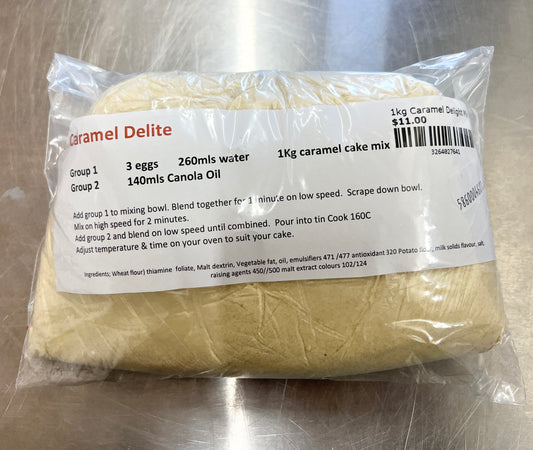 Caramel Delite
1kg Caramel Delight
$11.00
3264027641
Group 1 3 eggs 260mls water 1Kg caramel cake mix
Group 2 140mls Canola Oil
Add group 1 to mixing bowl. Blend together for 1 minute on low speed. Scrape down bowl.
Mix on high speed for 2 minutes.
Add group 2 and blend on low speed until combined. Pour into tin Cook 160C
Adjust temperature & time on your oven to suit your cake.
Ingredients; Wheat flour) thiamine foliate, Malt dextrin, Vegetable fat, oil, emulsifiers 471 /477 antioxidant 320 Potato flour, milk solids flavour, salt,
raising agents 450//500 malt extract colours 102/124